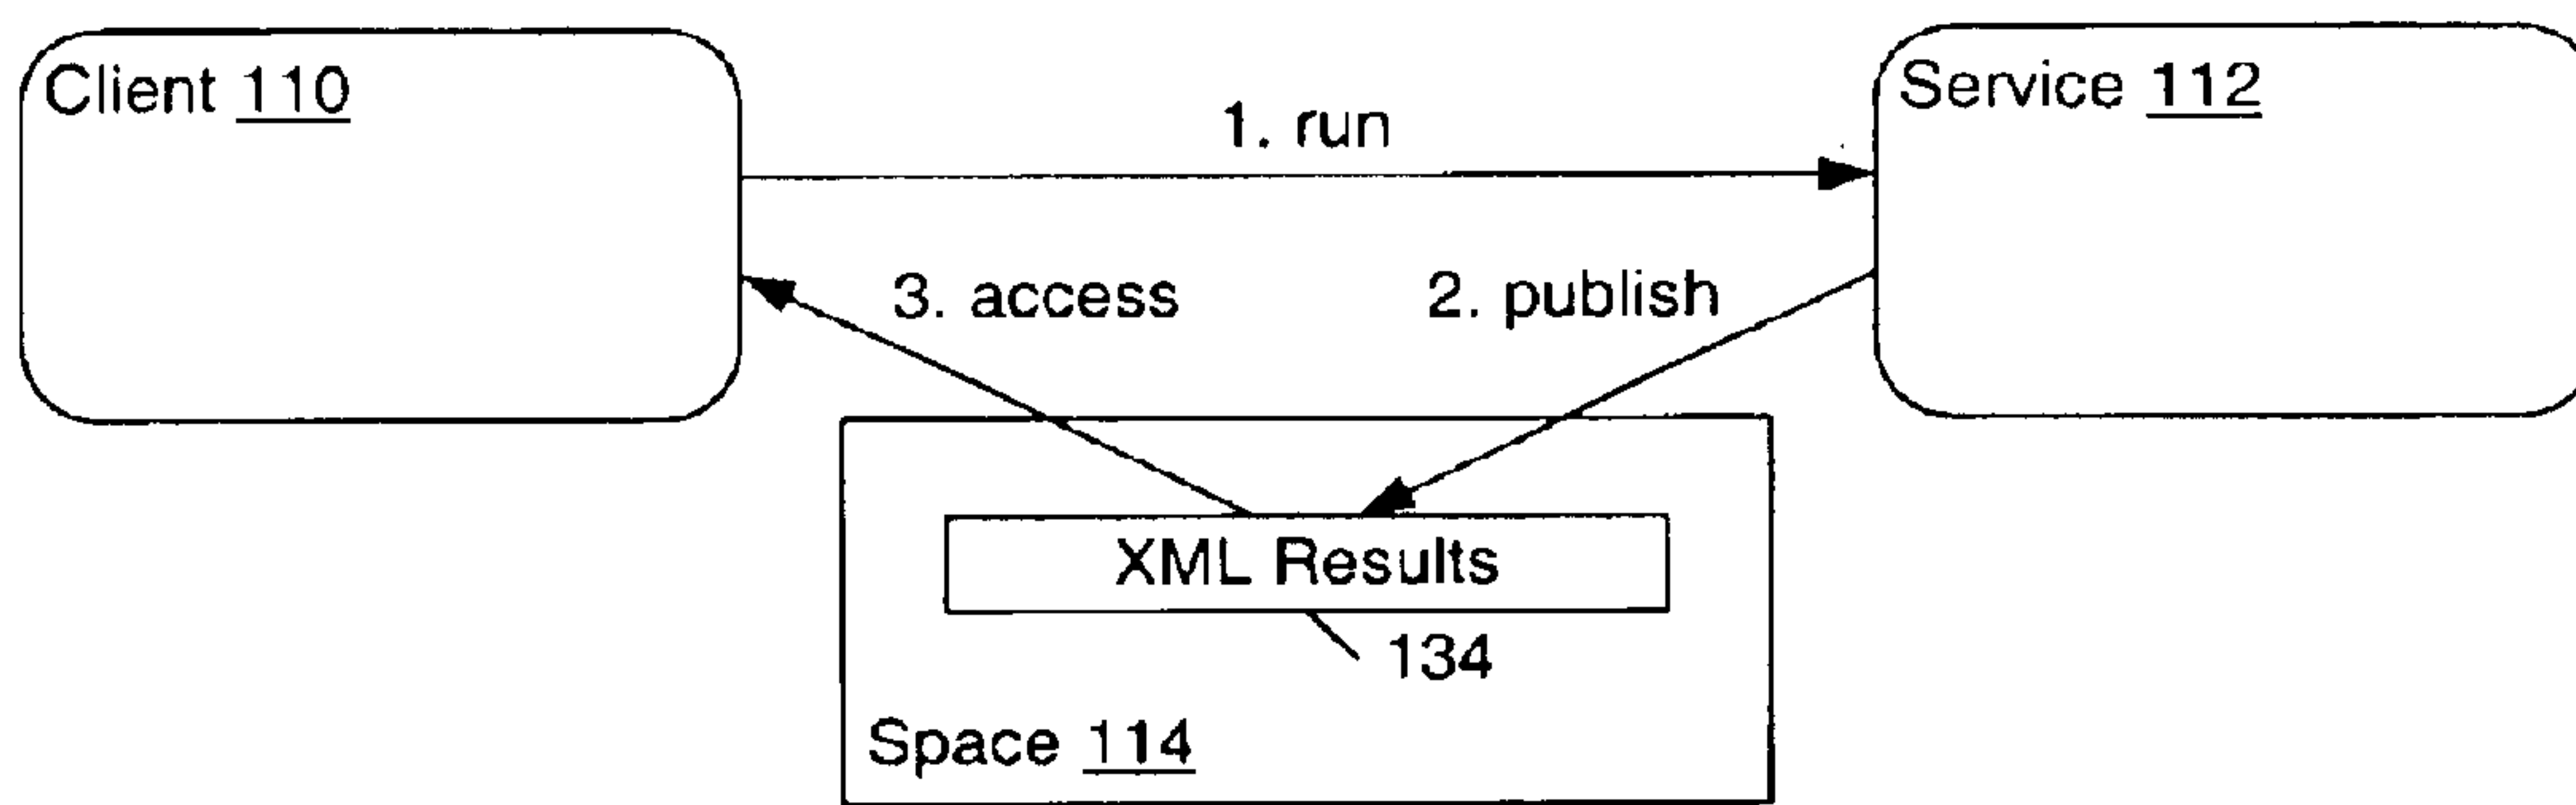 Client 110
Service 112
1. run
3. access
2. publish
XML Results
134
Space 114